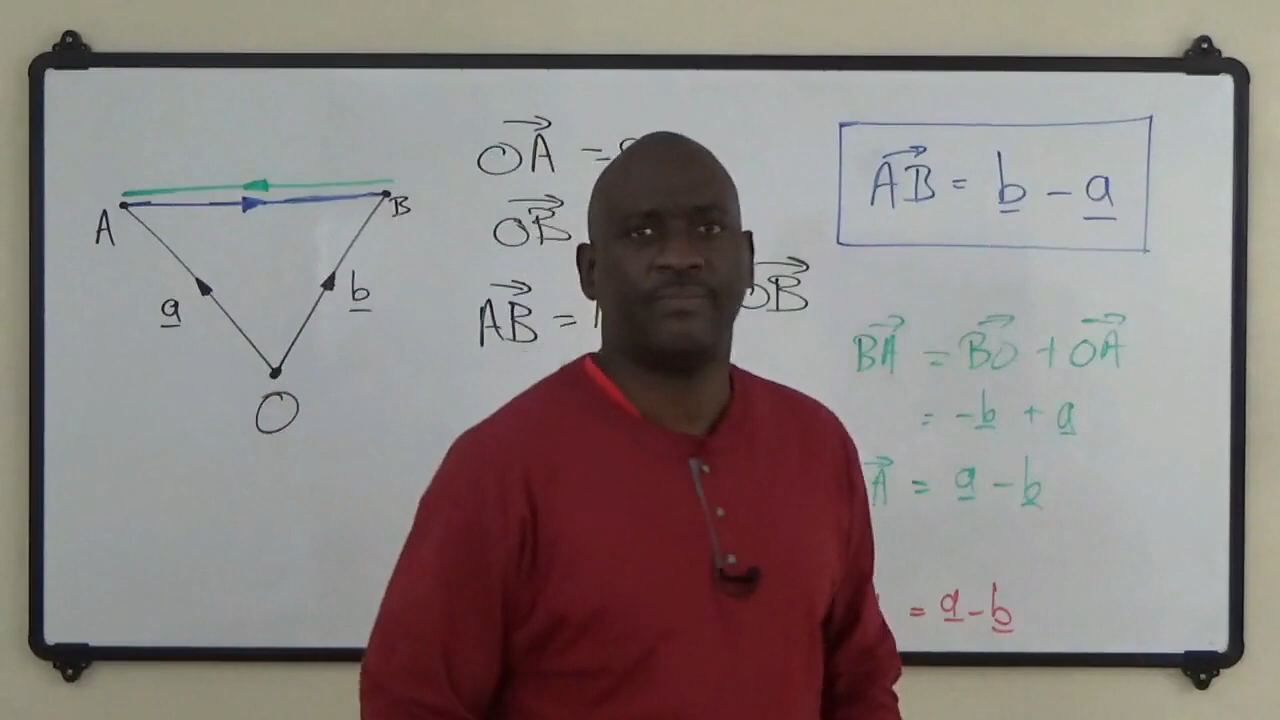 A
B
a
b
O
OA =
OB
AB =
OB
AB = b - a
BA = BO + OA
= -b + a
A = a - b
= a - b